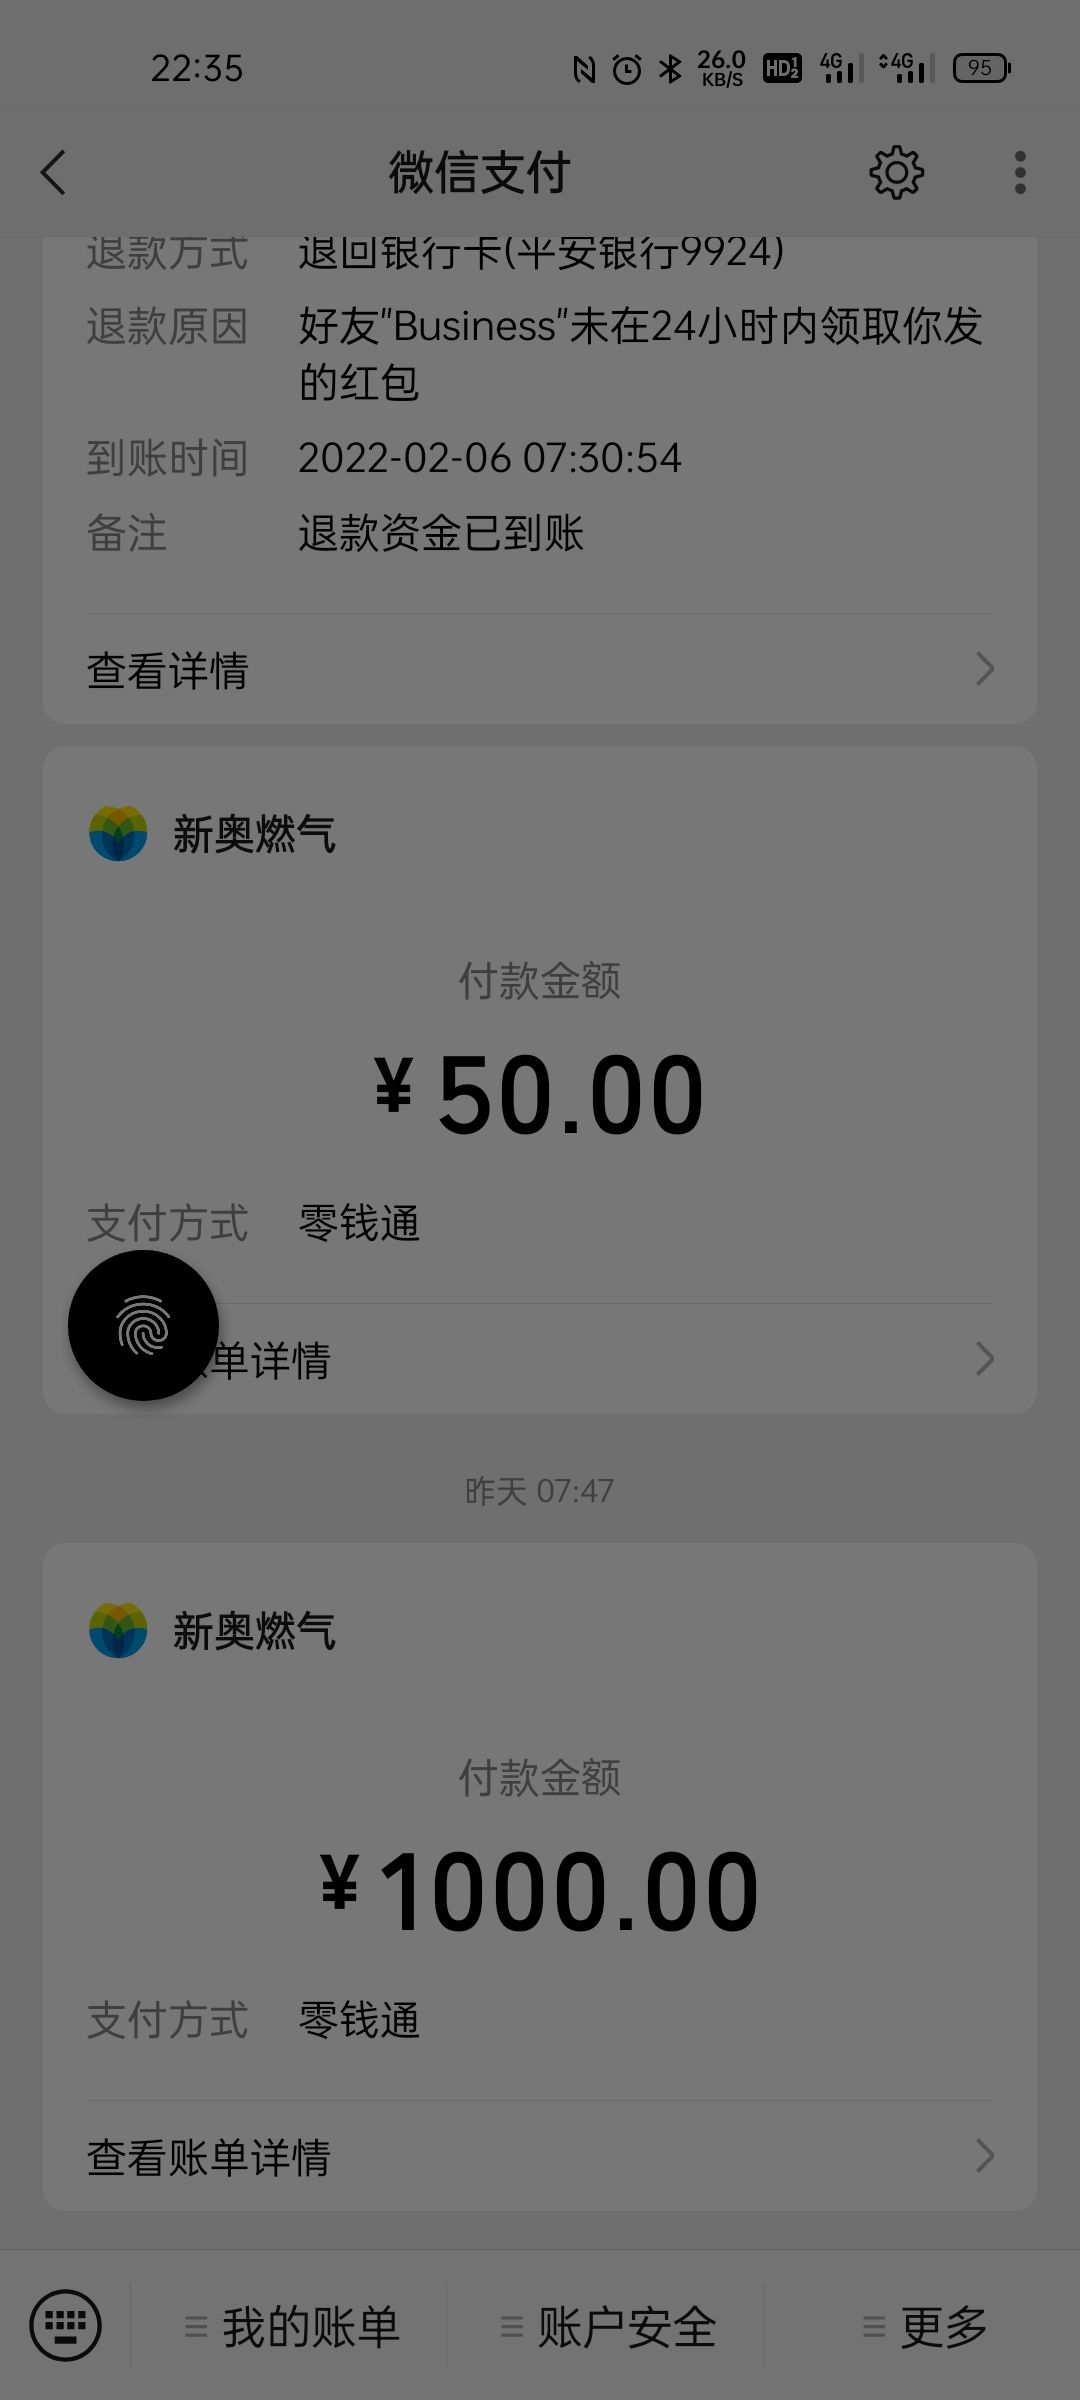 22:35
26.0 KB/S HD 1 2 4G 4G 95
微信支付
退款方式 退回银行卡(平安银行9924)
退款原因 好友"Business"未在24小时内领取你发
的红包
到账时间 2022-02-06 07:30:54
备注 退款资金已到账
查看详情
新奥燃气
付款金额
¥50.00
支付方式 零钱通
单详情
昨天 07:47
新奥燃气
付款金额
¥1000.00
支付方式 零钱通
查看账单详情
我的账单 账户安全 更多